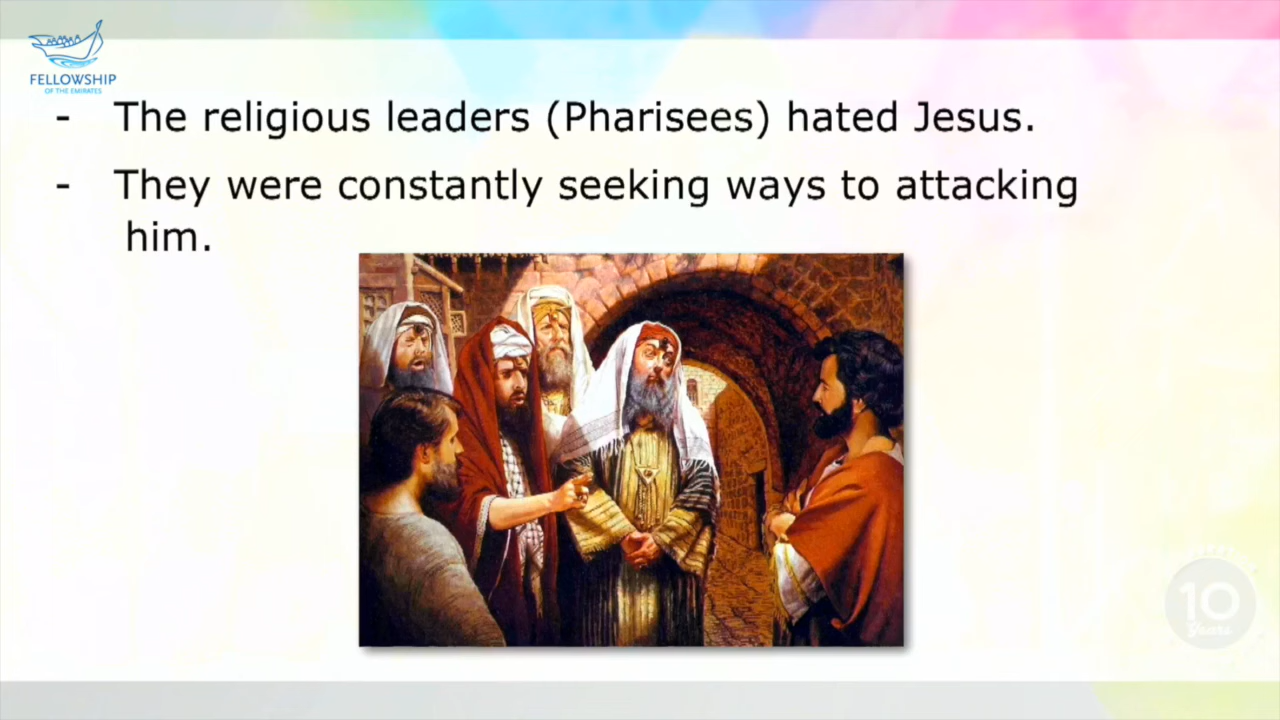 FELLOWSHIP
OF THE EMIRATES
- The religious leaders (Pharisees) hated Jesus.
- They were constantly seeking ways to attacking
him.
10
Years